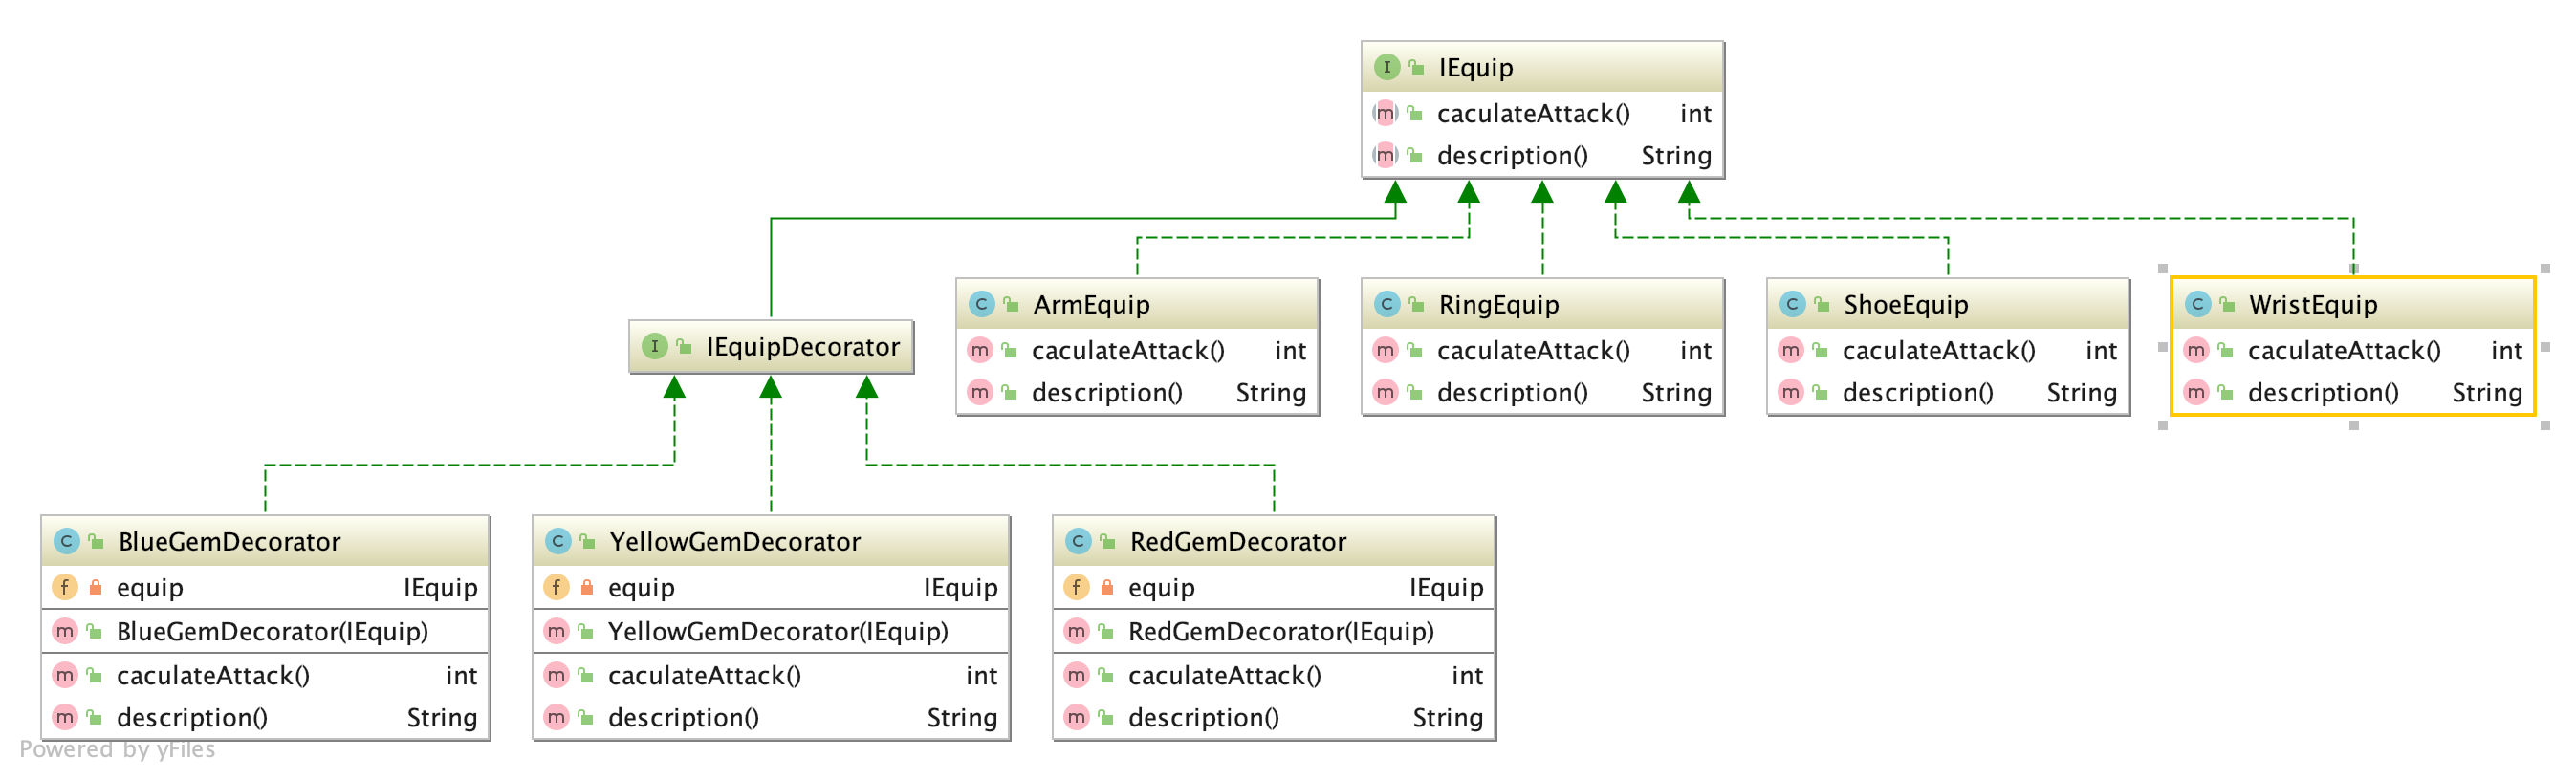 IEquip
caculateAttack() int
description() String
IEquipDecorator
ArmEquip
caculateAttack() int
description() String
RingEquip
caculateAttack() int
description() String
ShoeEquip
caculateAttack() int
description() String
WristEquip
caculateAttack() int
description() String
BlueGemDecorator
equip IEquip
BlueGemDecorator(IEquip)
caculateAttack() int
description() String
YellowGemDecorator
equip IEquip
YellowGemDecorator(IEquip)
caculateAttack() int
description() String
RedGemDecorator
equip IEquip
RedGemDecorator(IEquip)
caculateAttack() int
description() String
Powered by yFiles